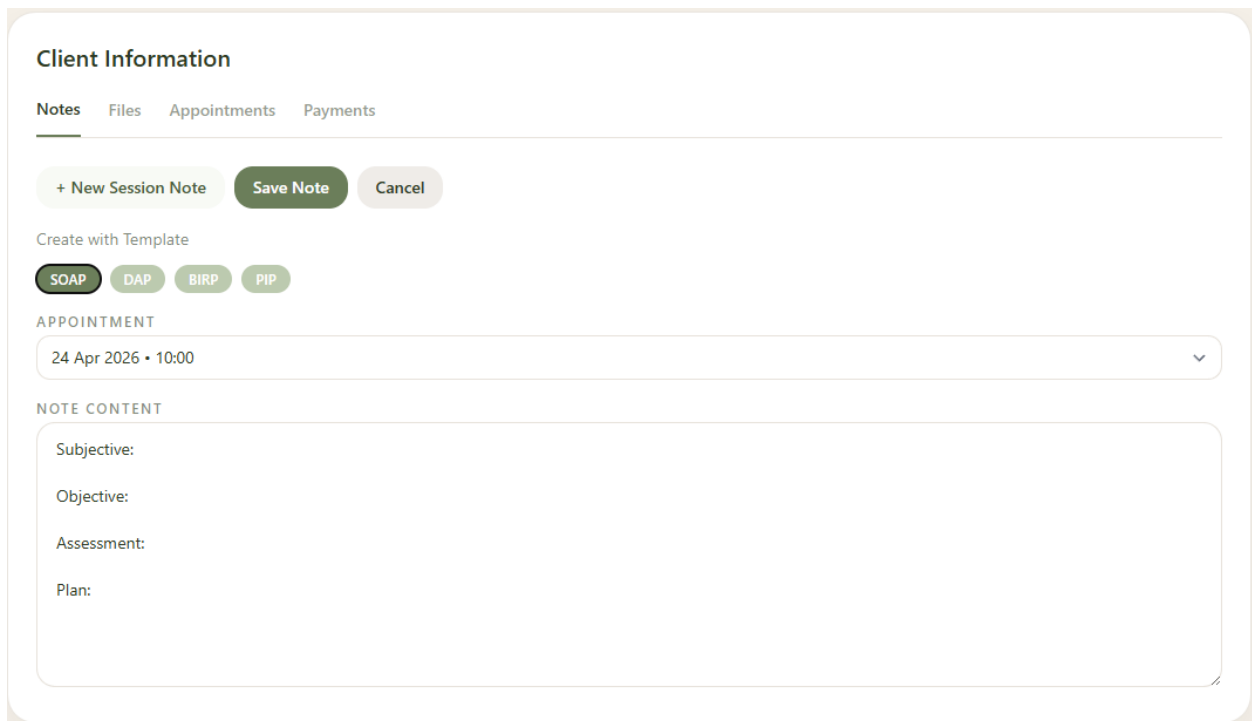 Client Information
Notes Files Appointments Payments
+ New Session Note Save Note Cancel
Create with Template
SOAP DAP BIRP PIP
APPOINTMENT
24 Apr 2026 • 10:00
NOTE CONTENT
Subjective:
Objective:
Assessment:
Plan: